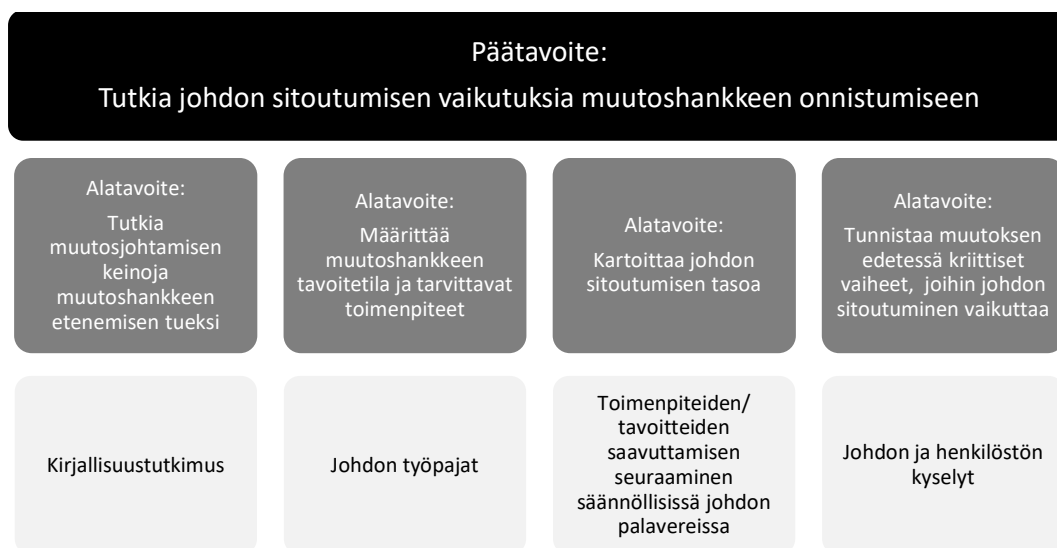 Päätavoite:
Tutkia johdon sitoutumisen vaikutuksia muutoshankkeen onnistumiseen
Alatavoite:
Tutkia
muutosjohtamisen
keinoja
muutoshankkeen
etenemisen tueksi
Alatavoite:
Määrittää
muutoshankkeen
tavoitetila ja tarvittavat
toimenpiteet
Alatavoite:
Kartoittaa johdon
sitoutumisen tasoa
Alatavoite:
Tunnistaa muutoksen
edetessä kriittiset
vaiheet, joihin johdon
sitoutuminen vaikuttaa
Kirjallisuustutkimus
Johdon työpajat
Toimenpiteiden/
tavoitteiden
saavuttamisen
seuraaminen
säännöllisissä johdon
palavereissa
Johdon ja henkilöstön
kyselyt